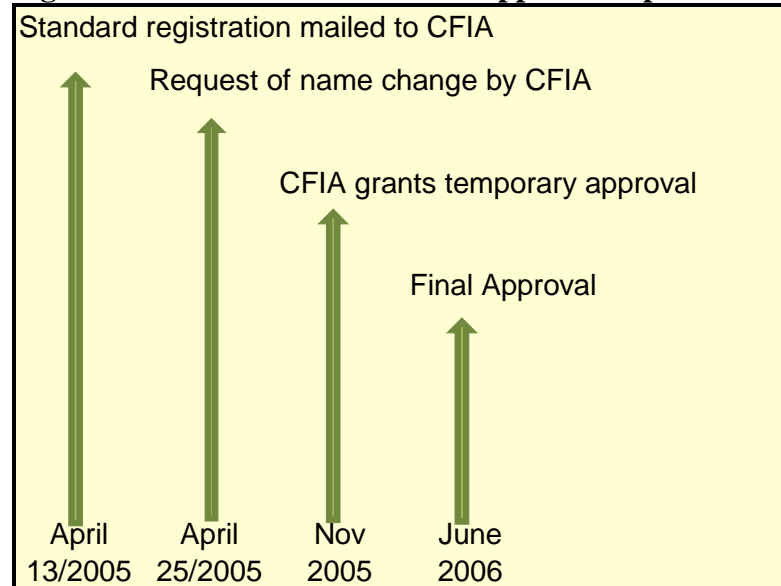 Standard registration mailed to CFIA
Request of name change by CFIA
CFIA grants temporary approval
Final Approval
April April Nov June
13/2005 25/2005 2005 2006